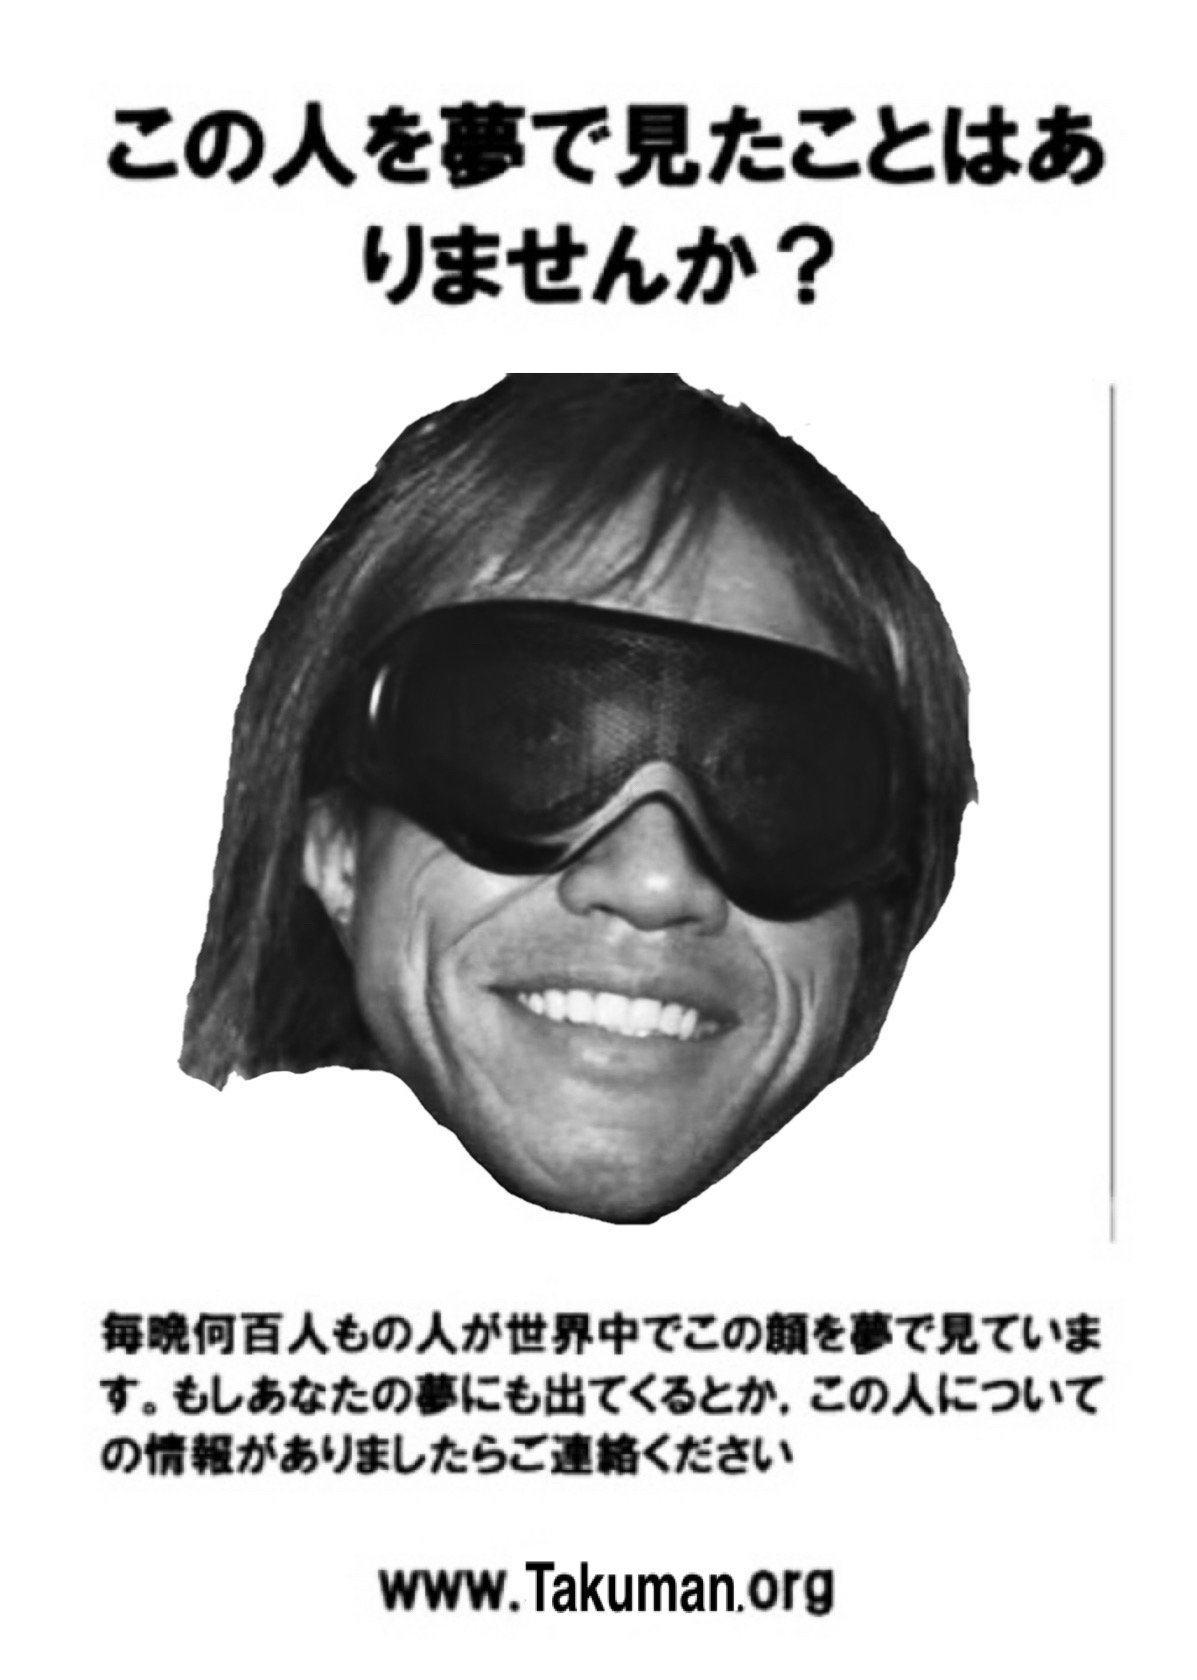 この人を夢で見たことはあ
りませんか？
毎晩何百人もの人が世界中でこの顔を夢で見ていま
す。もしあなたの夢にも出てくるとか，この人について
の情報がありましたらご連絡ください
www.Takuman.org